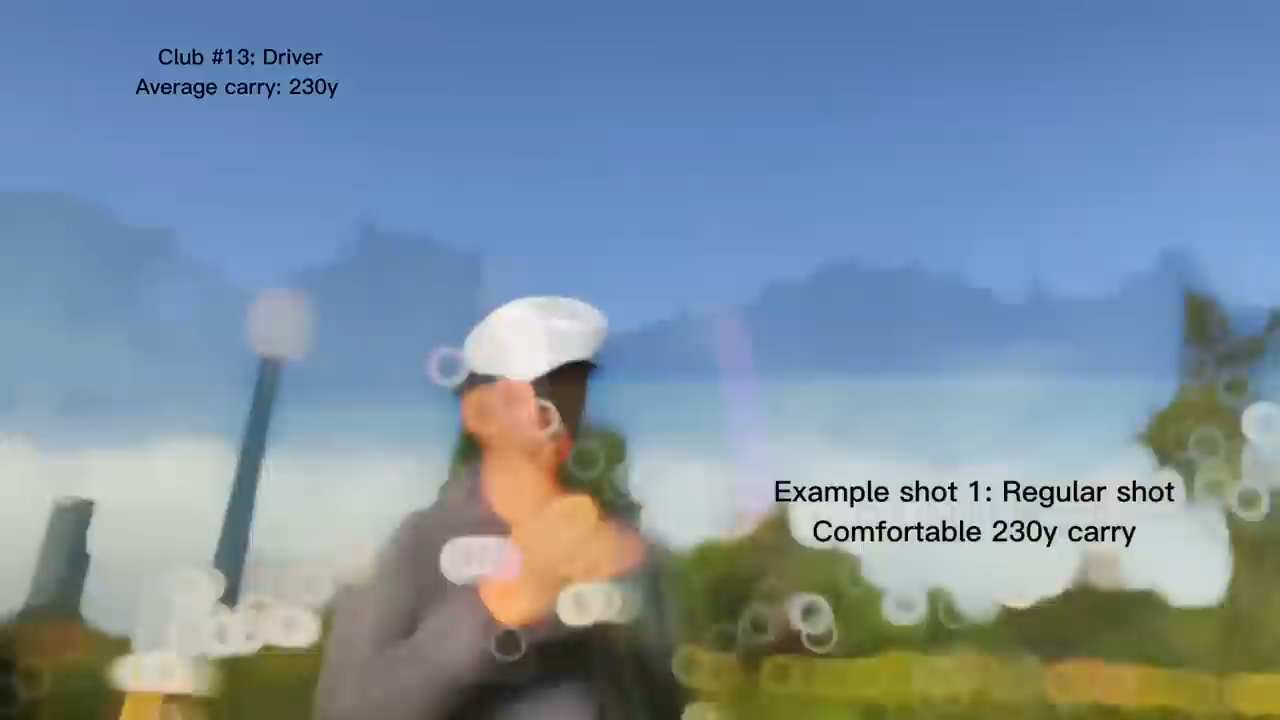 Club #13: Driver
Average carry: 230y
Example shot 1: Regular shot
Comfortable 230y carry